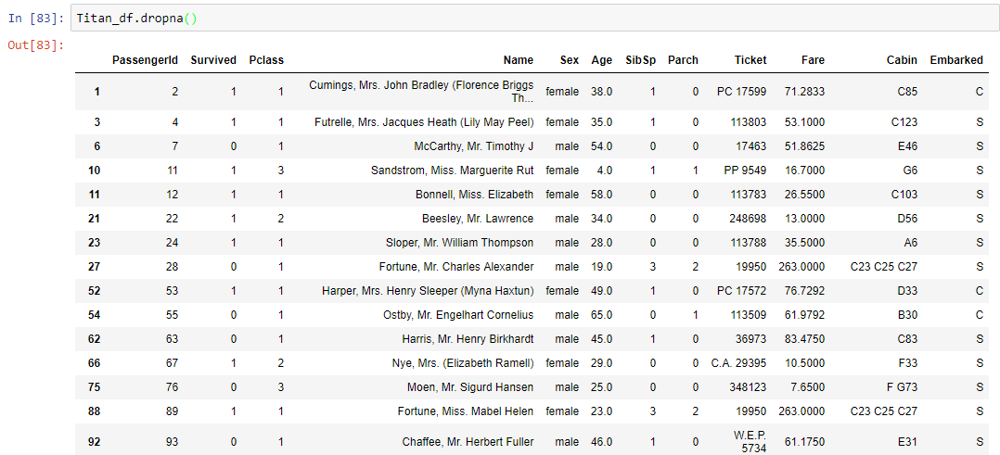 In [83]: Titan_df.dropna()
Out[83]:
PassengerId Survived Pclass Name Sex Age SibSp Parch Ticket Fare Cabin Embarked
1 2 1 1 Cumings, Mrs. John Bradley (Florence Briggs Th... female 38.0 1 0 PC 17599 71.2833 C85 C
3 4 1 1 Futrelle, Mrs. Jacques Heath (Lily May Peel) female 35.0 1 0 113803 53.1000 C123 S
6 7 0 1 McCarthy, Mr. Timothy J male 54.0 0 0 17463 51.8625 E46 S
10 11 1 3 Sandstrom, Miss. Marguerite Rut female 4.0 1 1 PP 9549 16.7000 G6 S
11 12 1 1 Bonnell, Miss. Elizabeth female 58.0 0 0 113783 26.5500 C103 S
21 22 1 2 Beesley, Mr. Lawrence male 34.0 0 0 248698 13.0000 D56 S
23 24 1 1 Sloper, Mr. William Thompson male 28.0 0 0 113788 35.5000 A6 S
27 28 0 1 Fortune, Mr. Charles Alexander male 19.0 3 2 19950 263.0000 C23 C25 C27 S
52 53 1 1 Harper, Mrs. Henry Sleeper (Myna Haxtun) female 49.0 1 0 PC 17572 76.7292 D33 C
54 55 0 1 Ostby, Mr. Engelhart Cornelius male 65.0 0 1 113509 61.9792 B30 C
62 63 0 1 Harris, Mr. Henry Birkhardt male 45.0 1 0 36973 83.4750 C83 S
66 67 1 2 Nye, Mrs. (Elizabeth Ramell) female 29.0 0 0 C.A. 29395 10.5000 F33 S
75 76 0 3 Moen, Mr. Sigurd Hansen male 25.0 0 0 348123 7.6500 F G73 S
88 89 1 1 Fortune, Miss. Mabel Helen female 23.0 3 2 19950 263.0000 C23 C25 C27 S
92 93 0 1 Chaffee, Mr. Herbert Fuller male 46.0 1 0 W.E.P. 5734 61.1750 E31 S